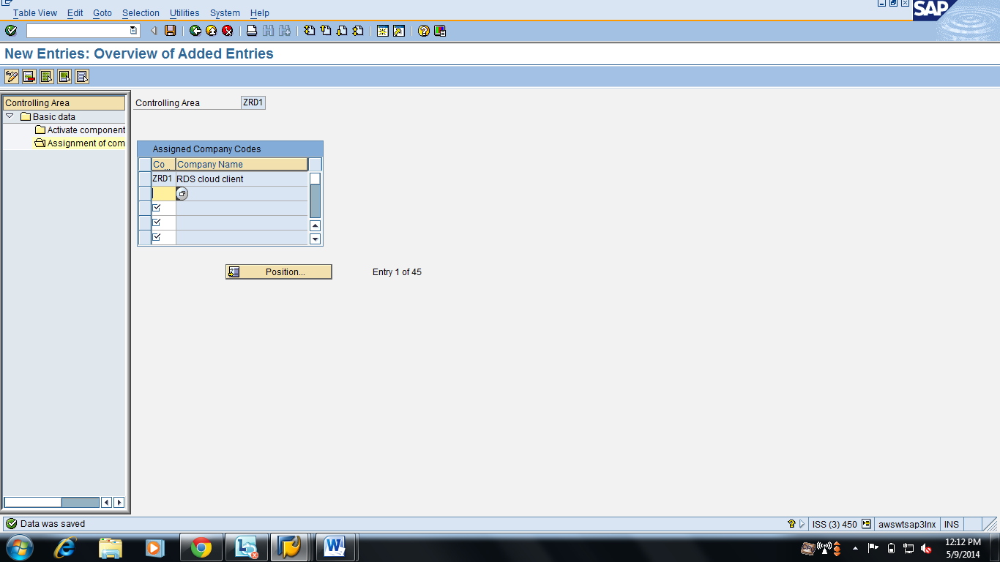 Table View Edit Goto Selection Utilities System Help
SAP
New Entries: Overview of Added Entries
Controlling Area
Basic data
Activate component
Assignment of com
Controlling Area ZRD1
Assigned Company Codes
Co... Company Name
ZRD1 RDS cloud client
Position...
Entry 1 of 45
Data was saved
ISS (3) 450 awswtsap3lnx INS
12:12 PM
5/9/2014